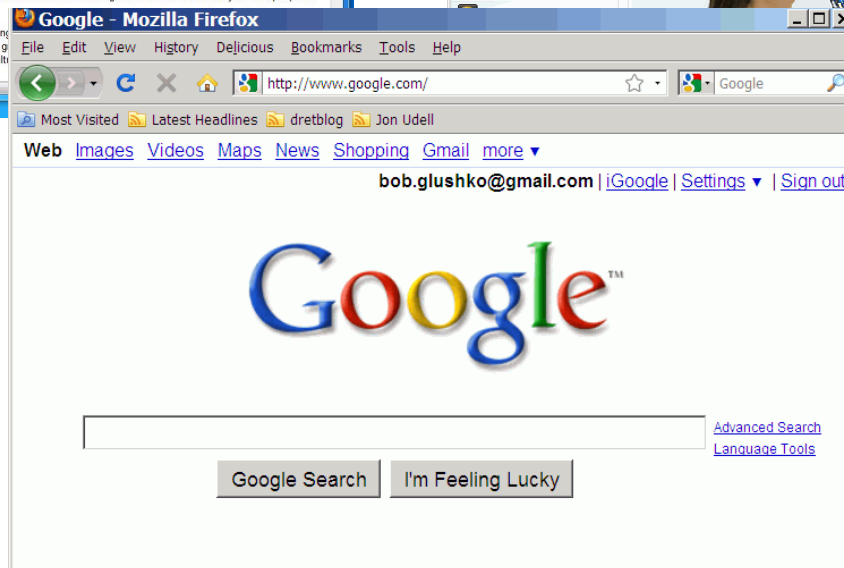 Google - Mozilla Firefox
File Edit View History Delicious Bookmarks Tools Help
http://www.google.com/ Google
Most Visited Latest Headlines dretblog Jon Udell
Web Images Videos Maps News Shopping Gmail more ▼
bob.glushko@gmail.com | iGoogle | Settings ▼ | Sign out
Google™
Advanced Search
Language Tools
Google Search I'm Feeling Lucky